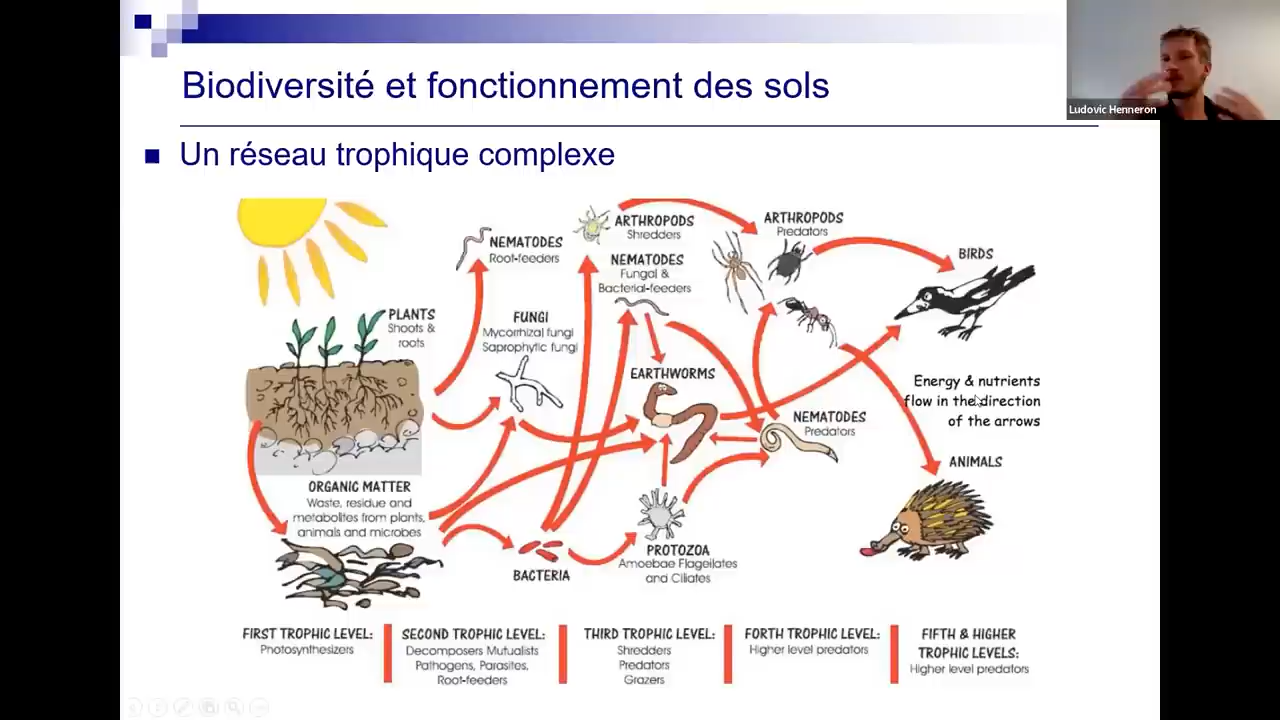 Ludovic Henneron
Biodiversité et fonctionnement des sols
Un réseau trophique complexe
ARTHROPODS
Shredders
ARTHROPODS
Predators
NEMATODES
Root-feeders
NEMATODES
Fungal &
Bacterial-feeders
BIRDS
PLANTS
Shoots &
roots
FUNGI
Mycorrhizal fungi
Saprophytic fungi
EARTHWORMS
Energy & nutrients
flow in the direction
of the arrows
NEMATODES
Predators
ANIMALS
ORGANIC MATTER
Waste, residue and
metabolites from plants,
animals and microbes
BACTERIA
PROTOZOA
Amoebae Flagellates
and Ciliates
FIRST TROPHIC LEVEL:
Photosynthesizers
SECOND TROPHIC LEVEL:
Decomposers Mutualists
Pathogens, Parasites,
Root-feeders
THIRD TROPHIC LEVEL:
Shredders
Predators
Grazers
FORTH TROPHIC LEVEL:
Higher level predators
FIFTH & HIGHER
TROPHIC LEVELS:
Higher level predators